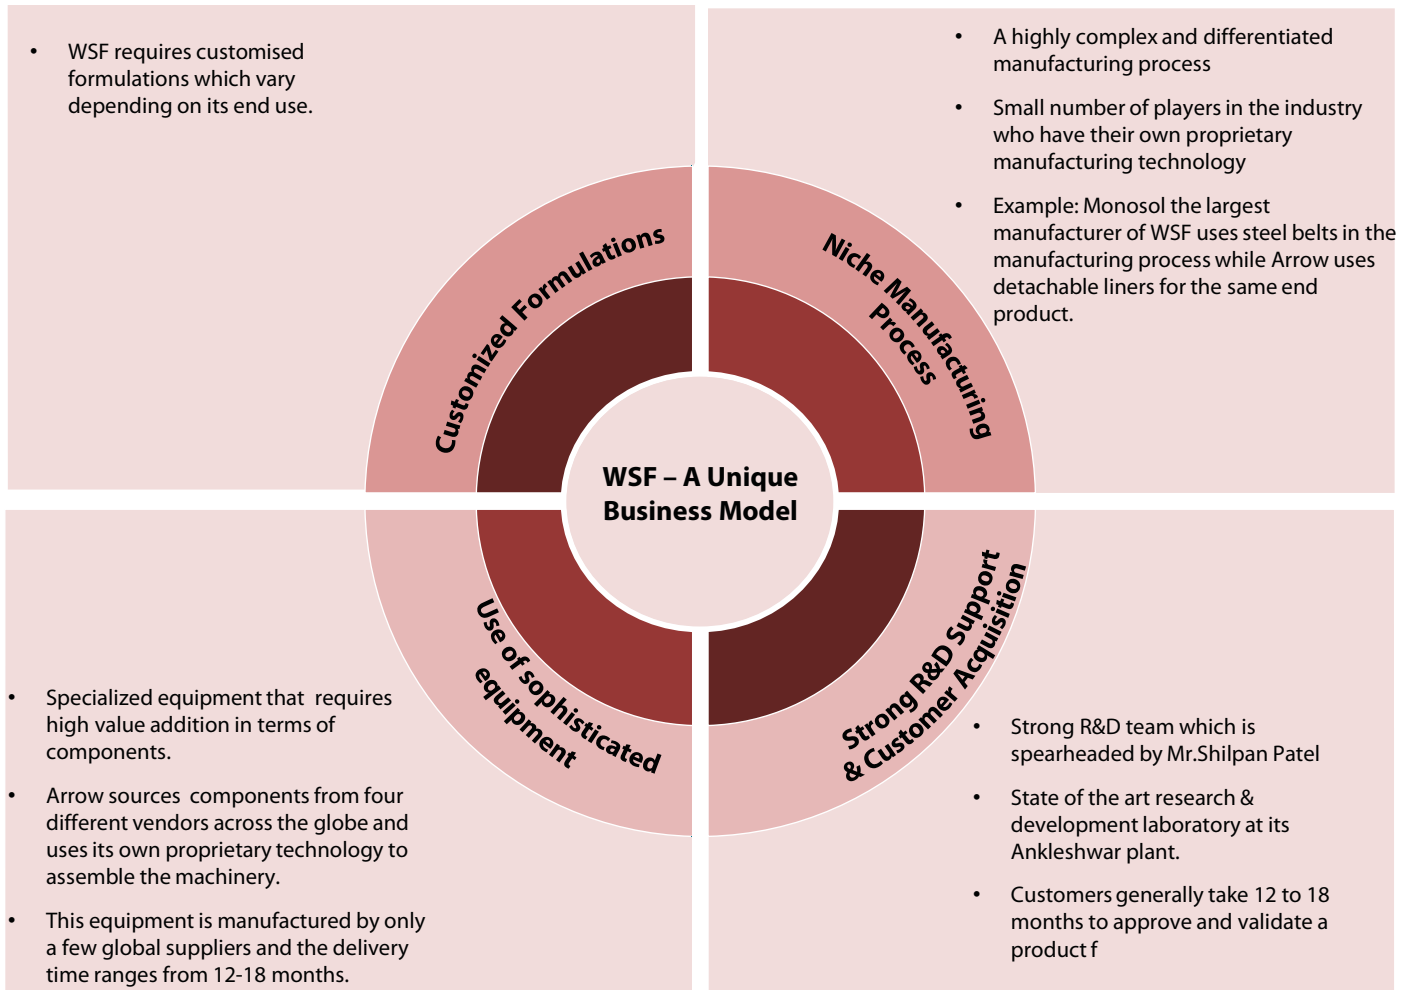 • WSF requires customised
formulations which vary
depending on its end use.
• A highly complex and differentiated
manufacturing process
• Small number of players in the industry
who have their own proprietary
manufacturing technology
• Example: Monosol the largest
manufacturer of WSF uses steel belts in the
manufacturing process while Arrow uses
detachable liners for the same end
product.
Customized Formulations
Niche Manufacturing
Process
WSF – A Unique
Business Model
Use of sophisticated
equipment
Strong R&D Support
& Customer Acquisition
• Specialized equipment that requires
high value addition in terms of
components.
• Arrow sources components from four
different vendors across the globe and
uses its own proprietary technology to
assemble the machinery.
• This equipment is manufactured by only
a few global suppliers and the delivery
time ranges from 12-18 months.
• Strong R&D team which is
spearheaded by Mr.Shilpan Patel
• State of the art research &
development laboratory at its
Ankleshwar plant.
• Customers generally take 12 to 18
months to approve and validate a
product f